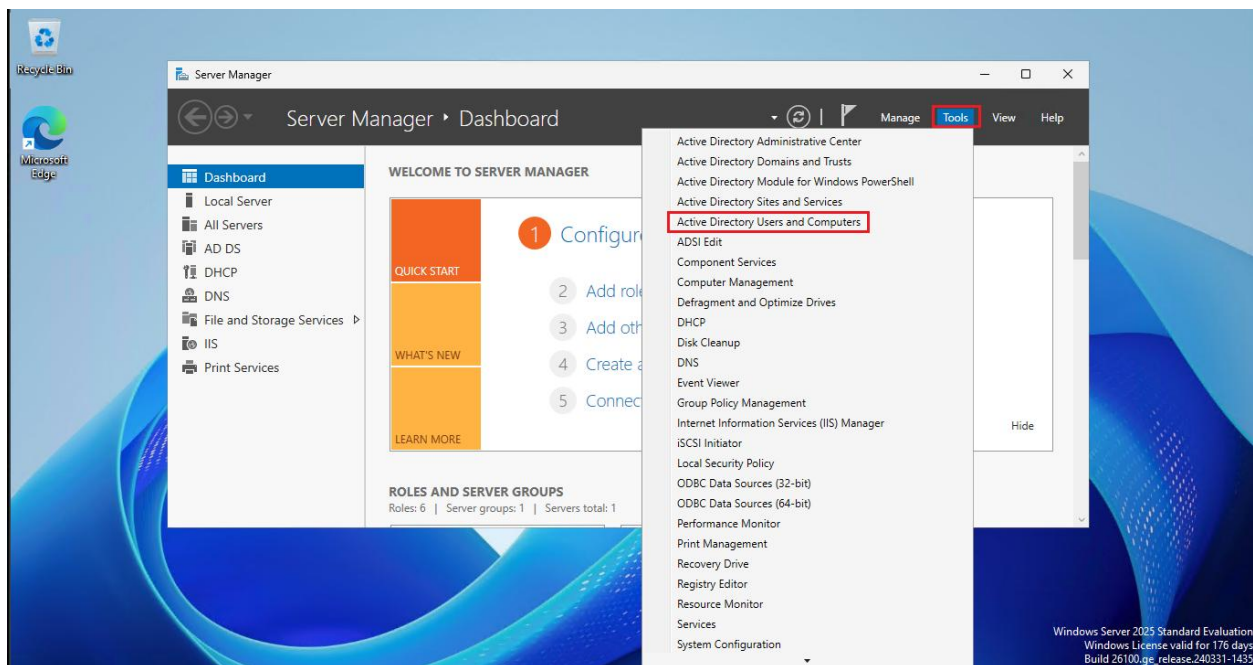 Recycle Bin
Microsoft
Edge
Server Manager
Server Manager • Dashboard
Manage
Tools
View
Help
Dashboard
Local Server
All Servers
AD DS
DHCP
DNS
File and Storage Services
IIS
Print Services
WELCOME TO SERVER MANAGER
QUICK START
WHAT'S NEW
LEARN MORE
1 Configure
2 Add role
3 Add oth
4 Create a
5 Connec
Hide
ROLES AND SERVER GROUPS
Roles: 6 | Server groups: 1 | Servers total: 1
Active Directory Administrative Center
Active Directory Domains and Trusts
Active Directory Module for Windows PowerShell
Active Directory Sites and Services
Active Directory Users and Computers
ADSI Edit
Component Services
Computer Management
Defragment and Optimize Drives
DHCP
Disk Cleanup
DNS
Event Viewer
Group Policy Management
Internet Information Services (IIS) Manager
iSCSI Initiator
Local Security Policy
ODBC Data Sources (32-bit)
ODBC Data Sources (64-bit)
Performance Monitor
Print Management
Recovery Drive
Registry Editor
Resource Monitor
Services
System Configuration
Windows Server 2025 Standard Evaluation
Windows License valid for 176 days
Build 26100.ge_release.240331-1435